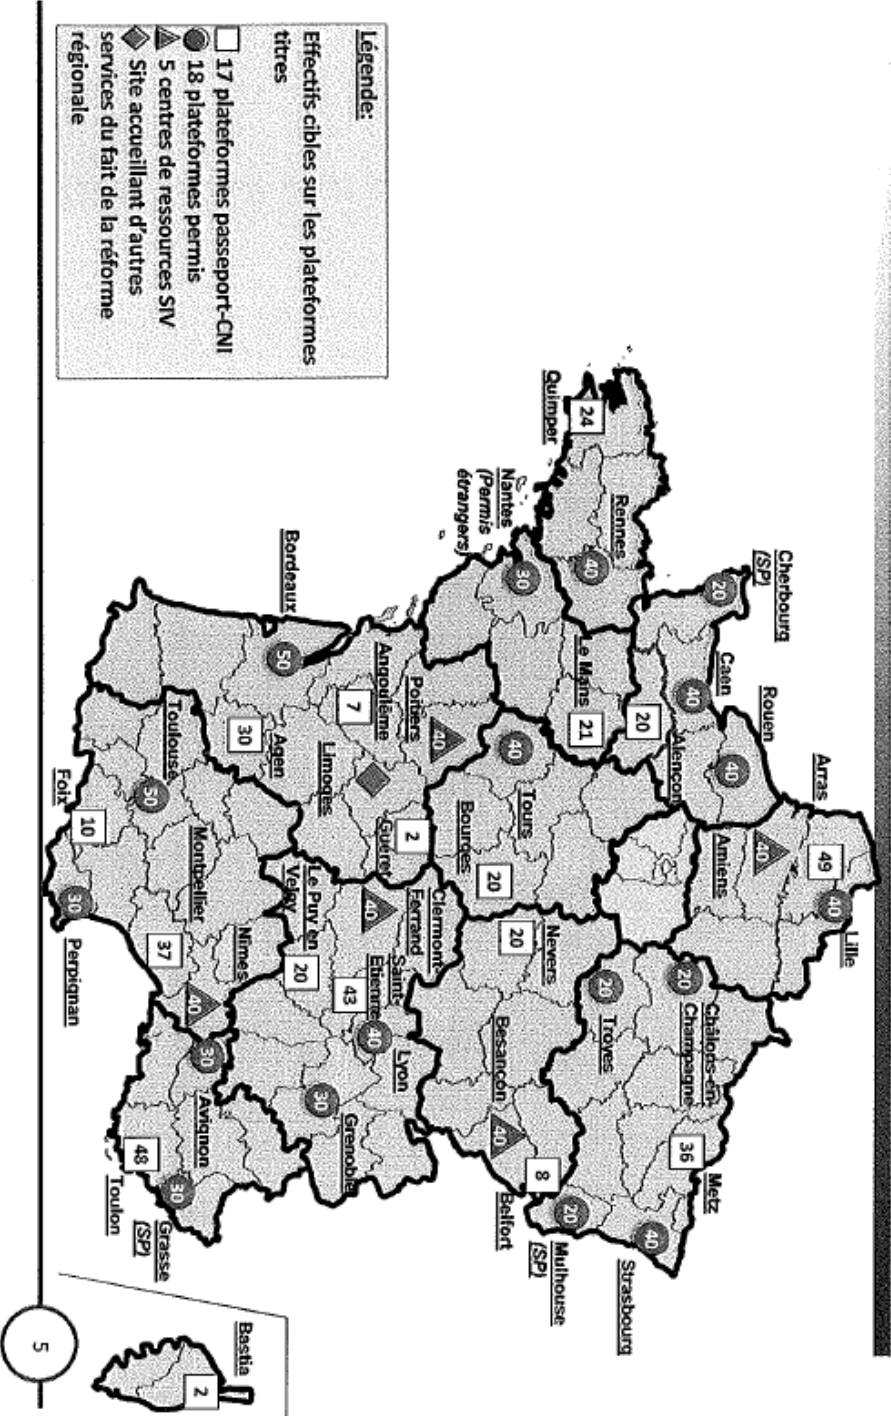 Légende:
Effectifs cibles sur les plateformes
titres
17 plateformes passeport-CNI
18 plateformes permis
5 centres de ressources SIV
Site accueillant d'autres
services du fait de la réforme
régionale
Arras
49
Lille
40
Amiens
40
Rouen
40
Cherbourg
(SP)
20
Caen
40
Alençon
20
Châlons-en-
Champagne
20
Metz
36
Strasbourg
40
Troyes
20
Mulhouse
(SP)
20
Quimper
24
Rennes
40
Le Mans
21
Nantes
(Permis
étrangers)
30
Tours
40
Bourges
20
Nevers
20
Besançon
40
Belfort
8
Poitiers
40
Angoulême
7
Limoges
Guéret
2
Clermont-
Ferrand
40
Saint-
Etienne
43
Lyon
40
Le Puy en
Velay
20
Grenoble
30
Bordeaux
50
Agen
30
Toulouse
50
Montpellier
37
Nîmes
40
Avignon
30
Foix
10
Perpignan
30
Toulon
48
Grasse
(SP)
30
Bastia
2
5